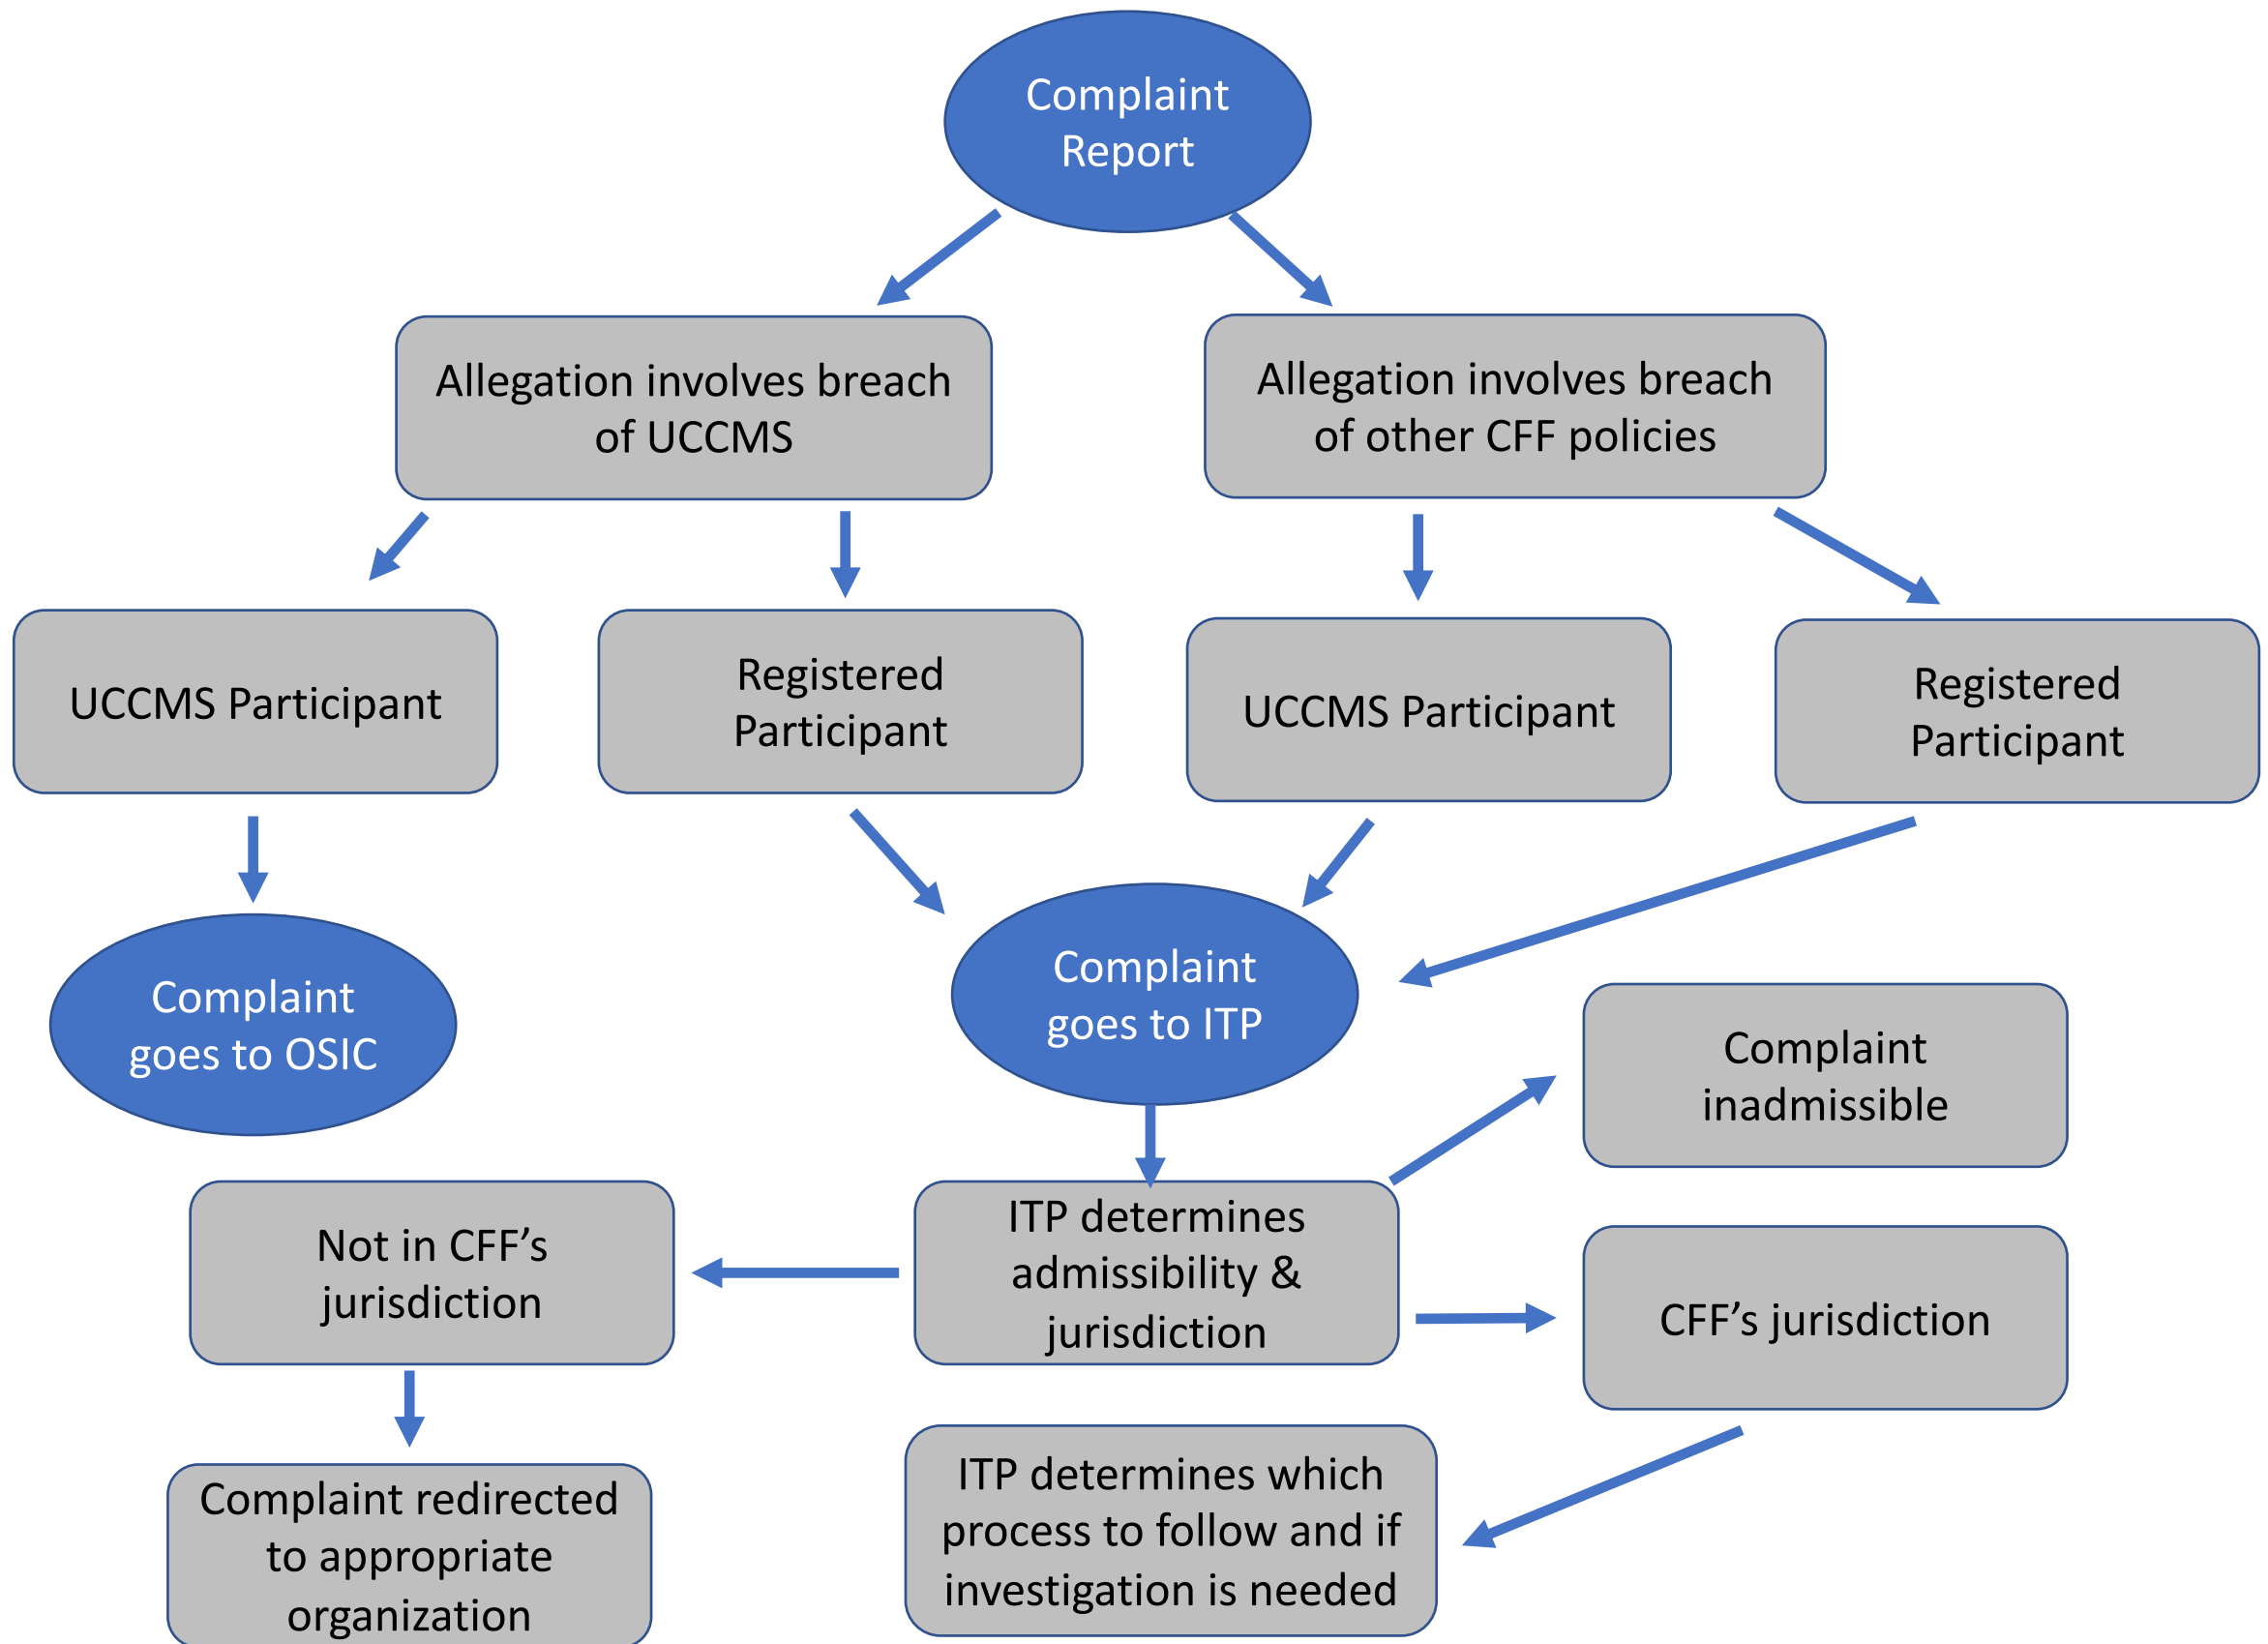 Complaint
Report
Allegation involves breach
of UCCMS
Allegation involves breach
of other CFF policies
UCCMS Participant
Registered
Participant
UCCMS Participant
Registered
Participant
Complaint
goes to OSIC
Complaint
goes to ITP
Complaint
inadmissible
Not in CFF’s
jurisdiction
ITP determines
admissibility &
jurisdiction
CFF’s jurisdiction
Complaint redirected
to appropriate
organization
ITP determines which
process to follow and if
investigation is needed